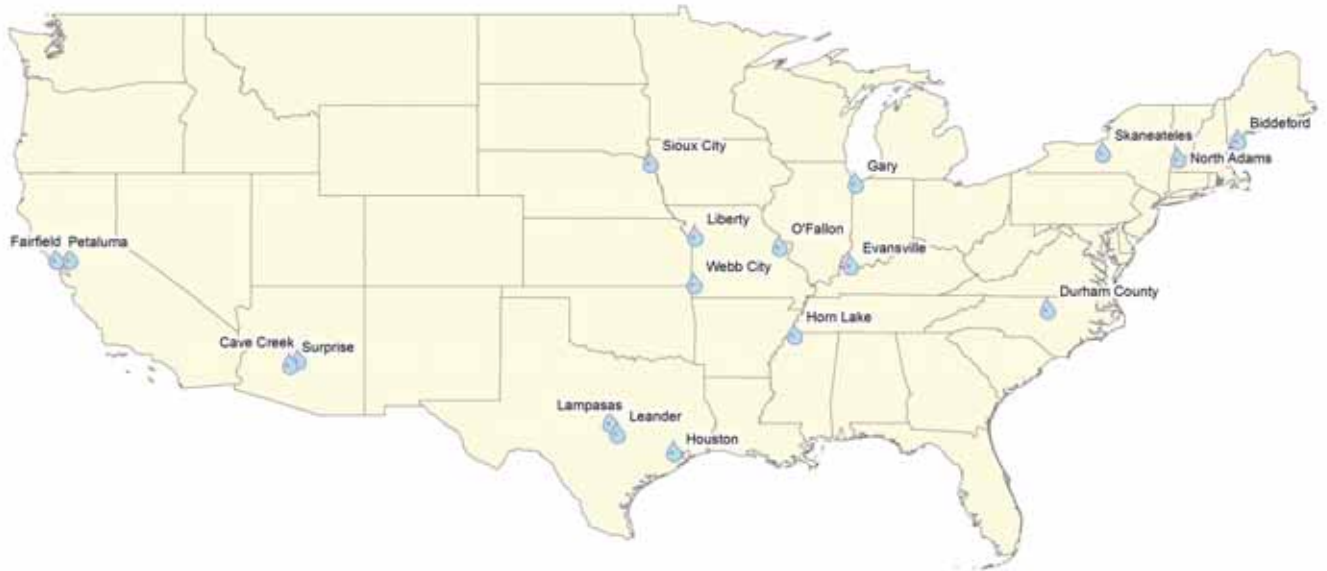 Biddeford
Skaneateles
Sioux City
North Adams
Gary
Liberty
O'Fallon
Fairfield Petaluma
Evansville
Webb City
Durham County
Horn Lake
Cave Creek
Surprise
Lampasas
Leander
Houston